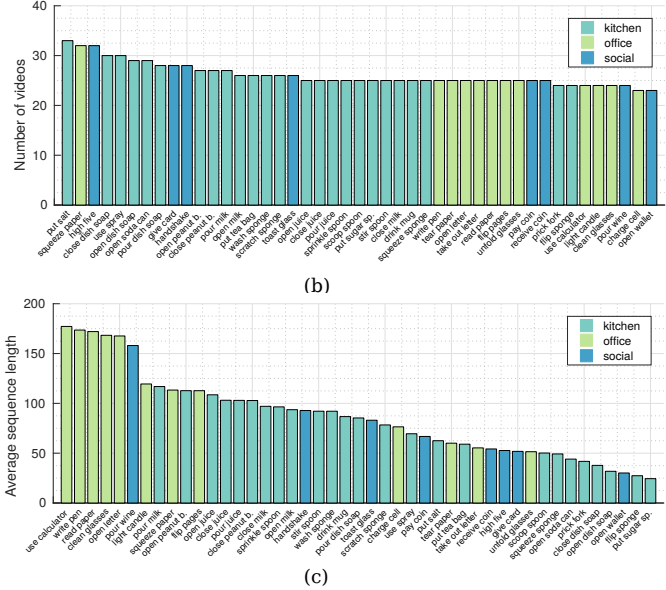 40
30
20
10
0
Number of videos
kitchen
office
social
put salt
squeeze paper
high five
close dish soap
use spray
open dish soap
open soda can
pour dish soap
give card
handshake
open peanut b.
close peanut b.
pour milk
open milk
put tea bag
wash sponge
scratch sponge
toast glass
open juice
close juice
pour juice
sprinkle spoon
scoop spoon
put sugar sp.
stir spoon
close milk
drink mug
squeeze sponge
write pen
tear paper
open letter
take out letter
read paper
flip pages
unfold glasses
pay coin
receive coin
prick fork
flip sponge
use calculator
light candle
clean glasses
pour wine
charge cell
open wallet
(b)
200
150
100
50
0
Average sequence length
kitchen
office
social
use calculator
write pen
read paper
clean glasses
open letter
pour wine
light candle
pour milk
squeeze paper
open peanut b.
flip pages
open juice
close juice
pour juice
close peanut b.
close milk
sprinkle spoon
open milk
handshake
stir spoon
wash sponge
drink mug
pour dish soap
toast glass
scratch sponge
charge cell
use spray
pay coin
put salt
tear paper
put tea bag
take out letter
receive coin
high five
give card
unfold glasses
scoop spoon
squeeze sponge
open soda can
prick fork
close dish soap
open dish soap
open wallet
flip sponge
put sugar sp.
(c)